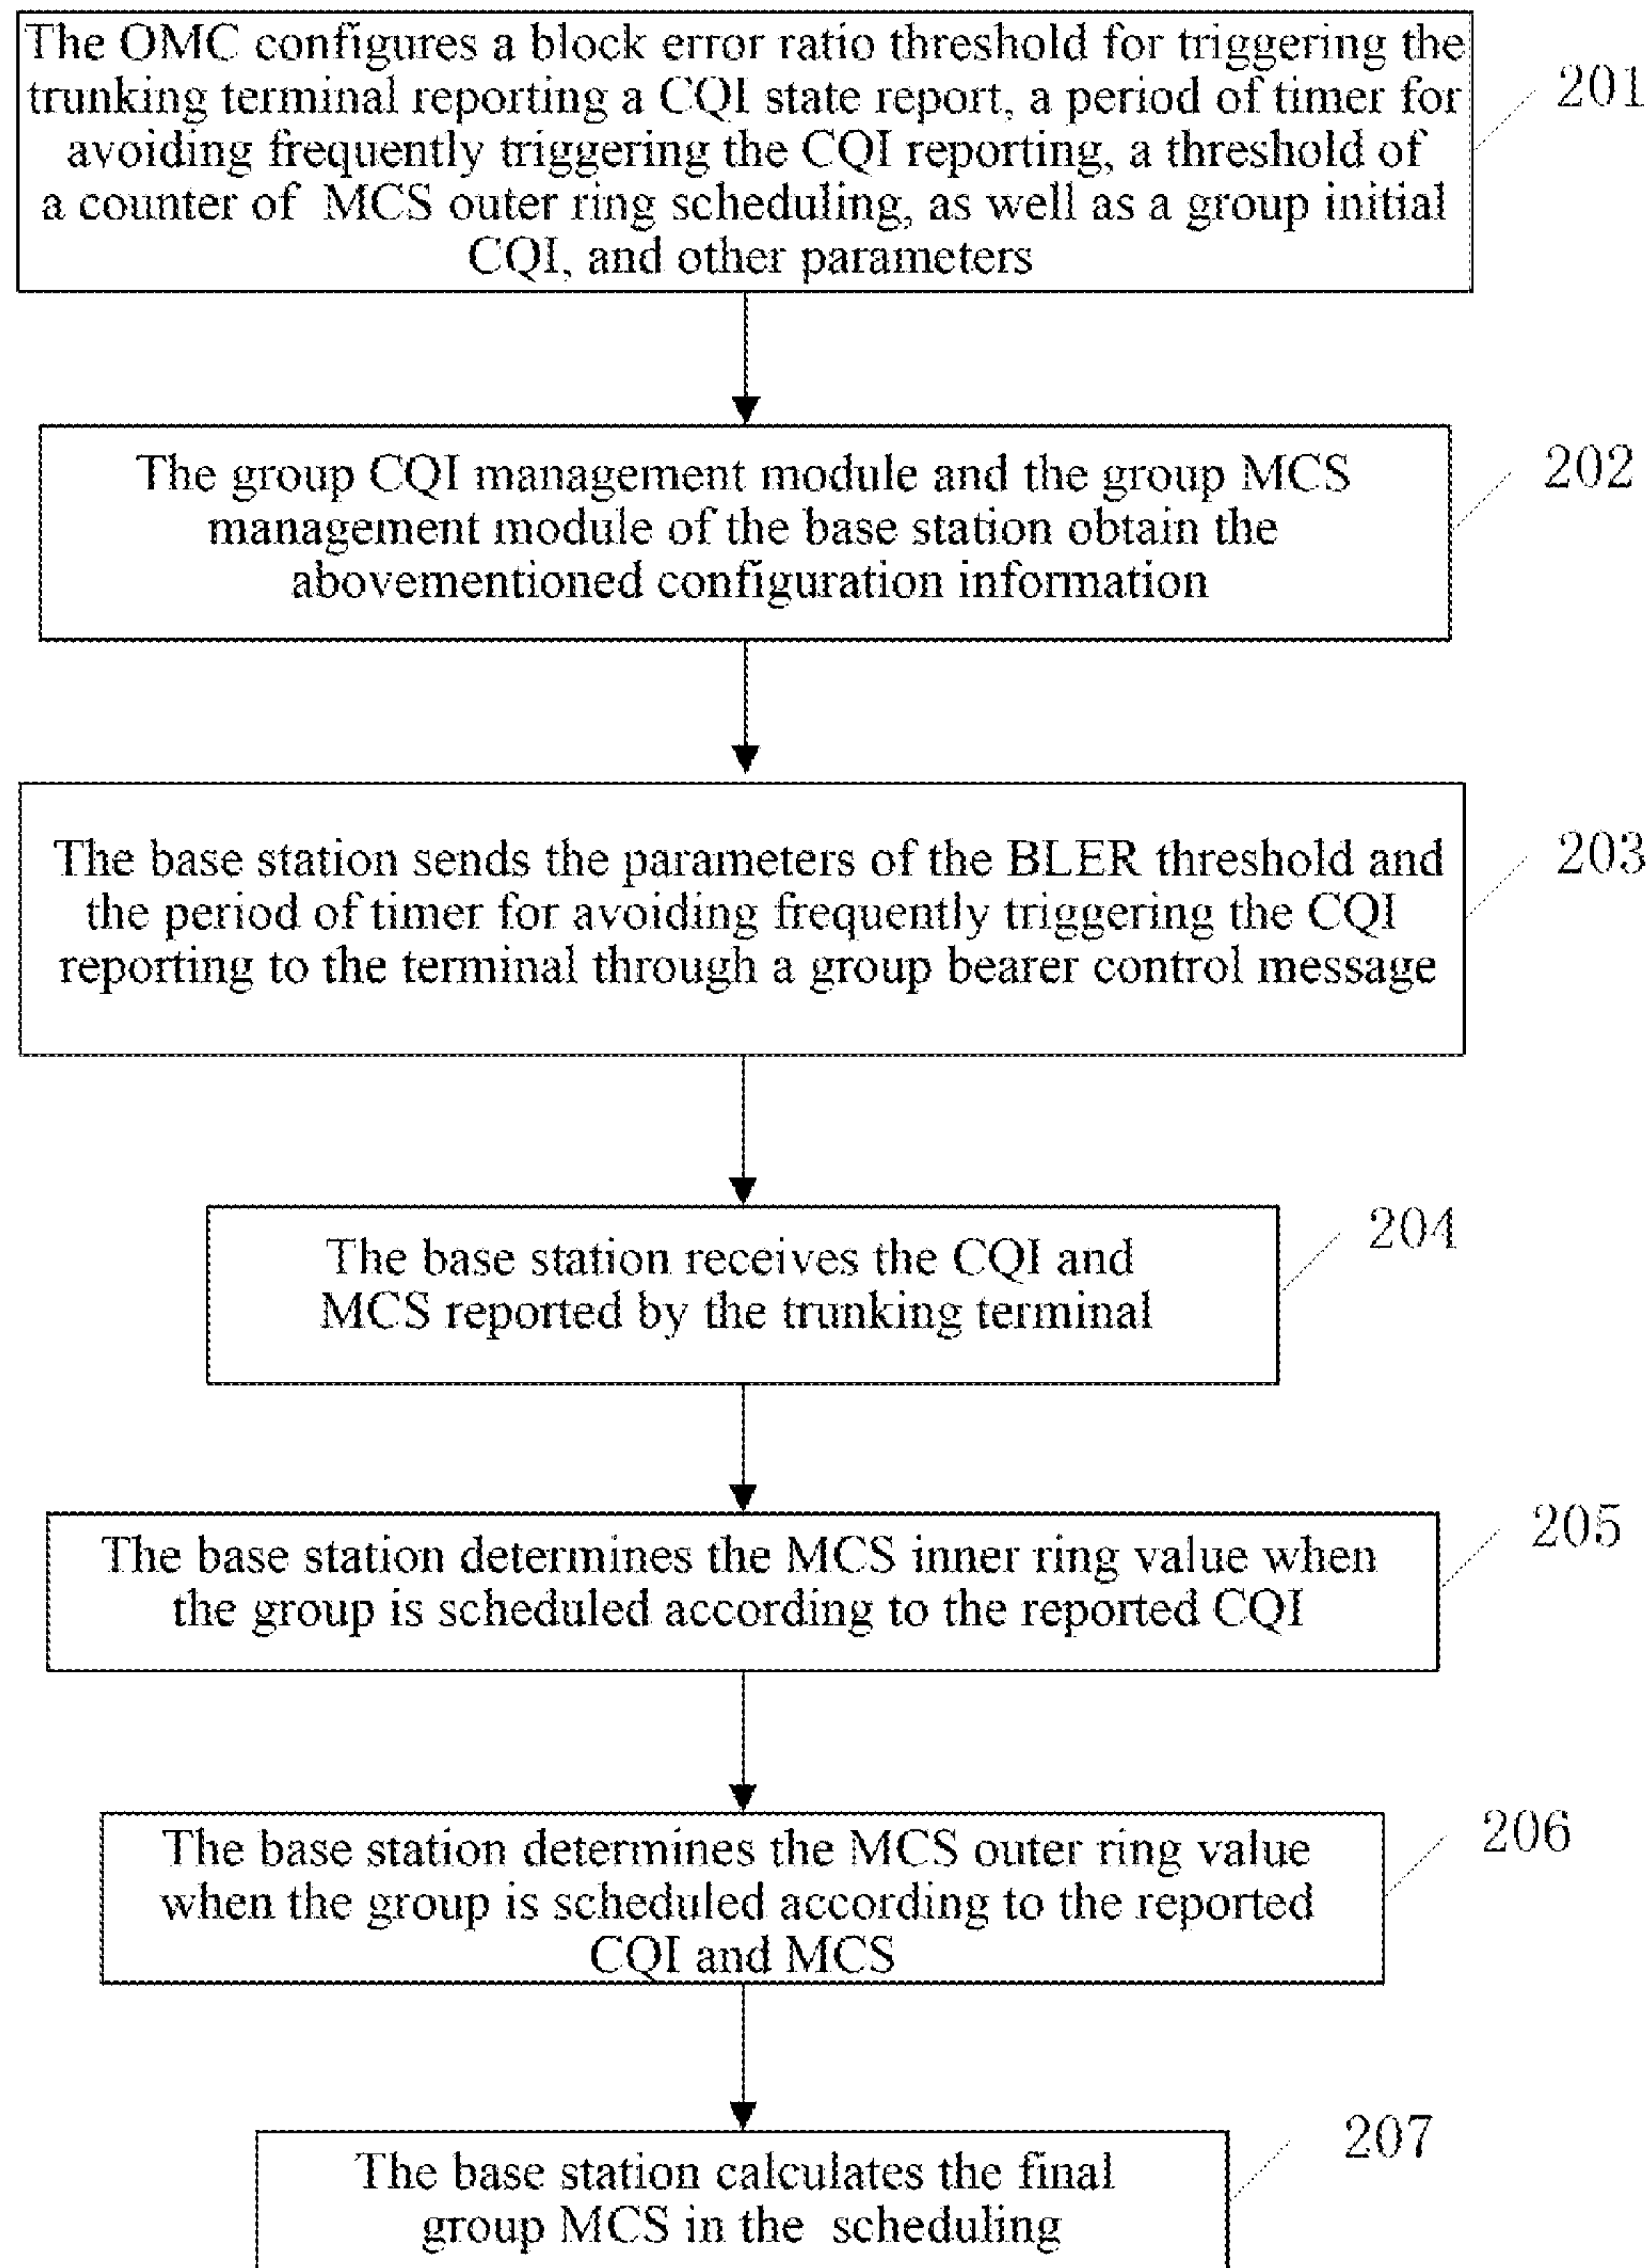 The OMC configures a block error ratio threshold for triggering the
trunking terminal reporting a CQI state report, a period of timer for
avoiding frequently triggering the CQI reporting, a threshold of
a counter of MCS outer ring scheduling, as well as a group initial
CQI, and other parameters
201
The group CQI management module and the group MCS
management module of the base station obtain the
abovementioned configuration information
202
The base station sends the parameters of the BLER threshold and
the period of timer for avoiding frequently triggering the CQI
reporting to the terminal through a group bearer control message
203
The base station receives the CQI and
MCS reported by the trunking terminal
204
The base station determines the MCS inner ring value when
the group is scheduled according to the reported CQI
205
The base station determines the MCS outer ring value
when the group is scheduled according to the reported
CQI and MCS
206
The base station calculates the final
group MCS in the scheduling
207